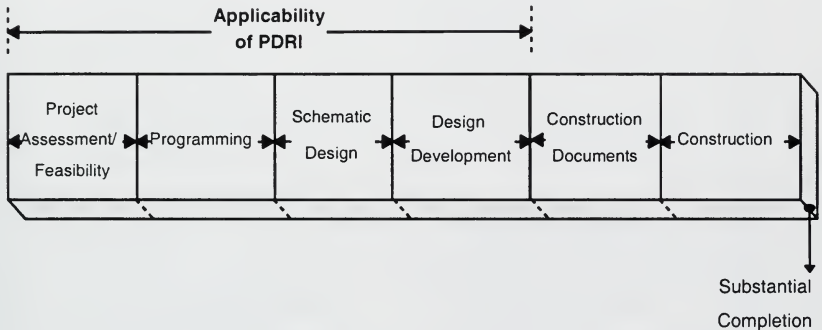 Applicability
of PDRI
Project
Assessment/
Feasibility
Programming
Schematic
Design
Design
Development
Construction
Documents
Construction
Substantial
Completion